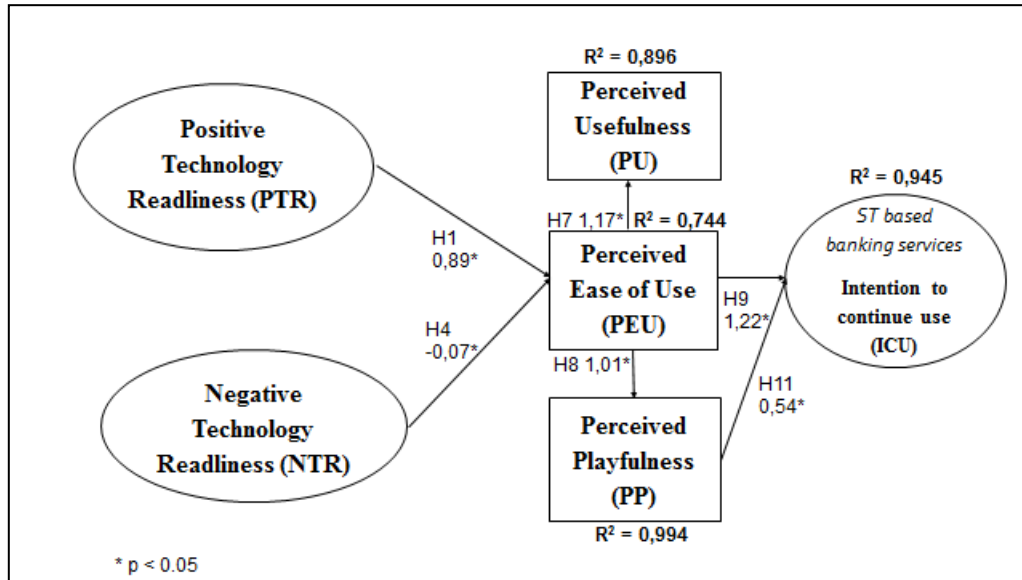 R² = 0,896
Perceived
Usefulness
(PU)
Positive
Technology
Readliness (PTR)
R² = 0,945
ST based
banking services
Intention to
continue use
(ICU)
H7 1,17*
R² = 0,744
H1
0,89*
Perceived
Ease of Use
(PEU)
H9
1,22*
H4
-0,07*
H8 1,01*
H11
0,54*
Negative
Technology
Readliness (NTR)
Perceived
Playfulness
(PP)
R² = 0,994
* p < 0.05